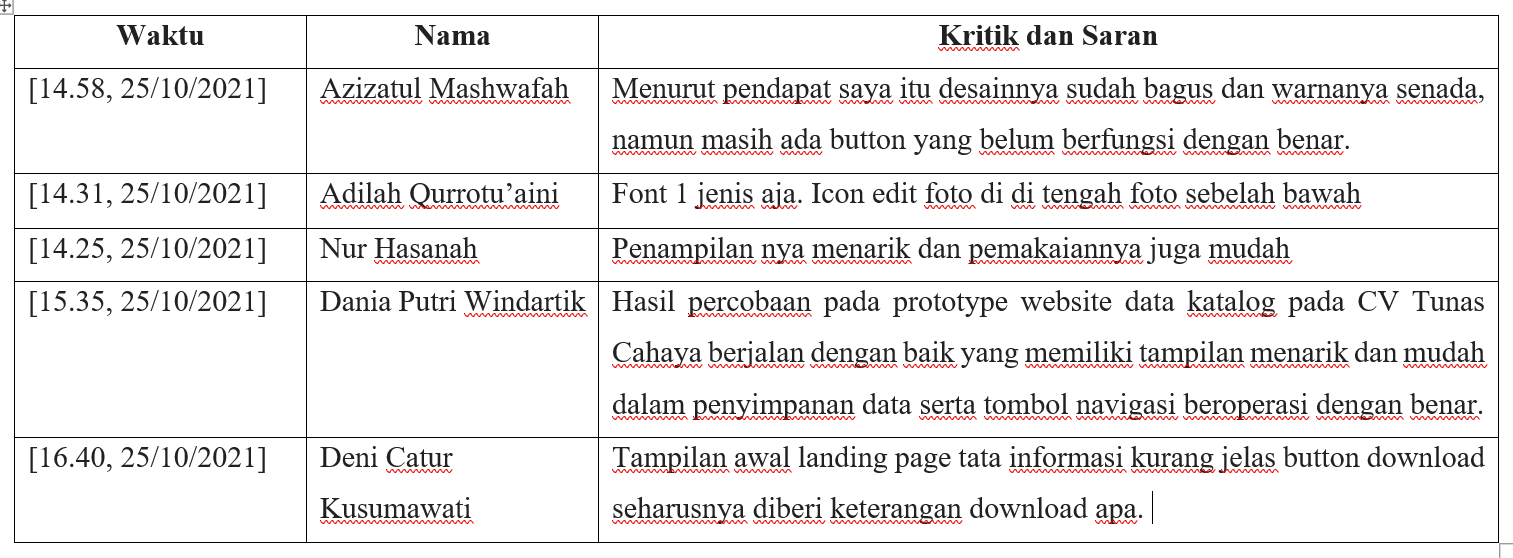 Waktu Nama Kritik dan Saran
[14.58, 25/10/2021] Azizatul Mashwafah Menurut pendapat saya itu desainnya sudah bagus dan warnanya senada,
namun masih ada button yang belum berfungsi dengan benar.
[14.31, 25/10/2021] Adilah Qurrotu’aini Font 1 jenis aja. Icon edit foto di di tengah foto sebelah bawah
[14.25, 25/10/2021] Nur Hasanah Penampilan nya menarik dan pemakaiannya juga mudah
[15.35, 25/10/2021] Dania Putri Windartik Hasil percobaan pada prototype website data katalog pada CV Tunas
Cahaya berjalan dengan baik yang memiliki tampilan menarik dan mudah
dalam penyimpanan data serta tombol navigasi beroperasi dengan benar.
[16.40, 25/10/2021] Deni Catur Tampilan awal landing page tata informasi kurang jelas button download
Kusumawati seharusnya diberi keterangan download apa.